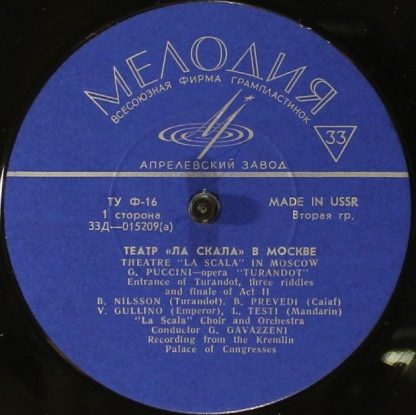 МЕЛОДИЯ
ВСЕСОЮЗНАЯ ФИРМА ГРАМПЛАСТИНОК
33
АПРЕЛЕВСКИЙ ЗАВОД
ТУ Ф-16
MADE IN USSR
1 сторона
Вторая гр.
33Д—015209(а)
ТЕАТР «ЛА СКАЛА» В МОСКВЕ
THEATRE "LA SCALA" IN MOSCOW
G. PUCCINI—opera "TURANDOT"
Entrance of Turandot, three riddles
and finale of Act II
B. NILSSON (Turandot), B. PREVEDI (Calaf)
V. GULLINO (Emperor), L. TESTI (Mandarin)
"La Scala" Choir and Orchestra
Conductor G. GAVAZZENI
Recording from the Kremlin
Palace of Congresses